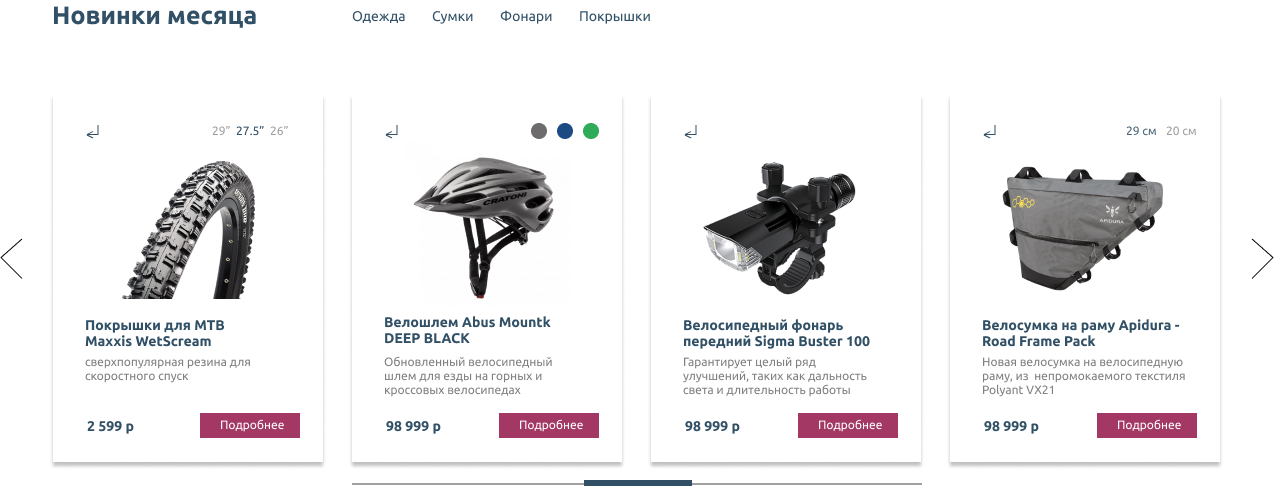 Новинки месяца
Одежда Сумки Фонари Покрышки
29” 27.5” 26”
Покрышки для МТВ
Maxxis WetScream
сверхпопулярная резина для
скоростного спуск
2 599 р
Подробнее
CRATONI
Велошлем Abus Mountk
DEEP BLACK
Обновленный велосипедный
шлем для езды на горных и
кроссовых велосипедах
98 999 р
Подробнее
Велосипедный фонарь
передний Sigma Buster 100
Гарантирует целый ряд
улучшений, таких как дальность
света и длительность работы
98 999 р
Подробнее
29 см 20 см
APIDURA
Велосумка на раму Apidura -
Road Frame Pack
Новая велосумка на велосипедную
раму, из непромокаемого текстиля
Polyant VX21
98 999 р
Подробнее